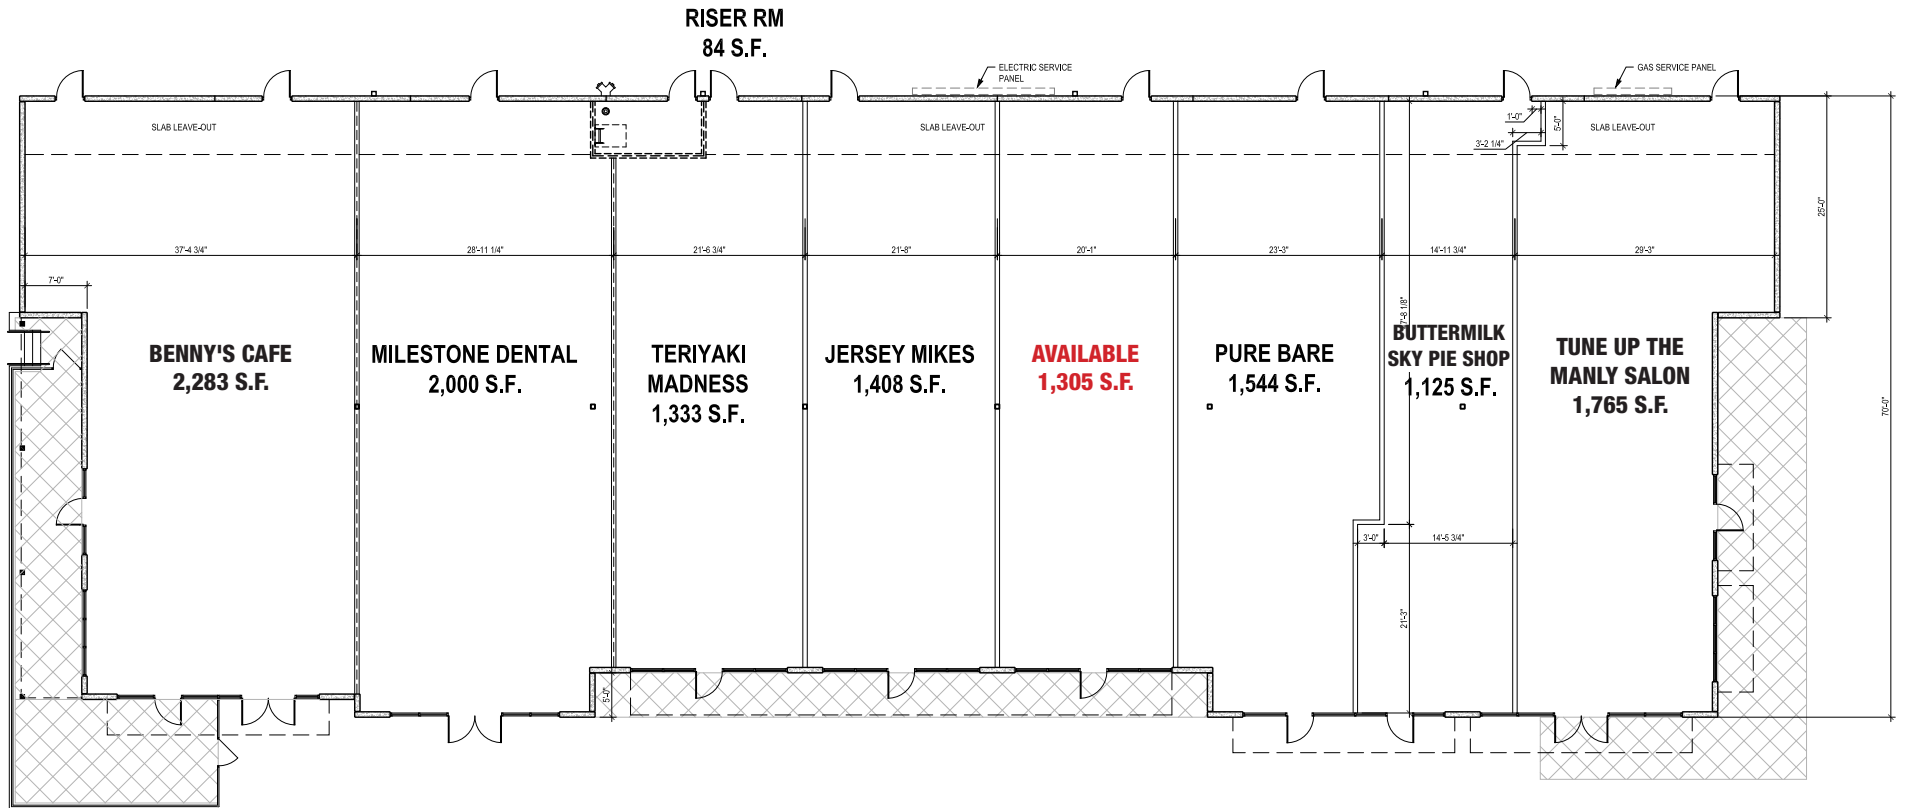 RISER RM
84 S.F.
ELECTRIC SERVICE
PANEL
GAS SERVICE PANEL
SLAB LEAVE-OUT
SLAB LEAVE-OUT
SLAB LEAVE-OUT
1'-0"
5'-0"
3'-2 1/4"
25'-0"
37'-4 3/4"
28'-11 1/4"
21'-6 3/4"
21'-8"
20'-1"
23'-3"
14'-11 3/4"
29'-3"
7'-0"
BENNY'S CAFE
2,283 S.F.
MILESTONE DENTAL
2,000 S.F.
TERIYAKI
MADNESS
1,333 S.F.
JERSEY MIKES
1,408 S.F.
AVAILABLE
1,305 S.F.
PURE BARE
1,544 S.F.
BUTTERMILK
SKY PIE SHOP
1,125 S.F.
TUNE UP THE
MANLY SALON
1,765 S.F.
70'-0"
3'-0"
14'-5 3/4"
21'-3"
5'-0"